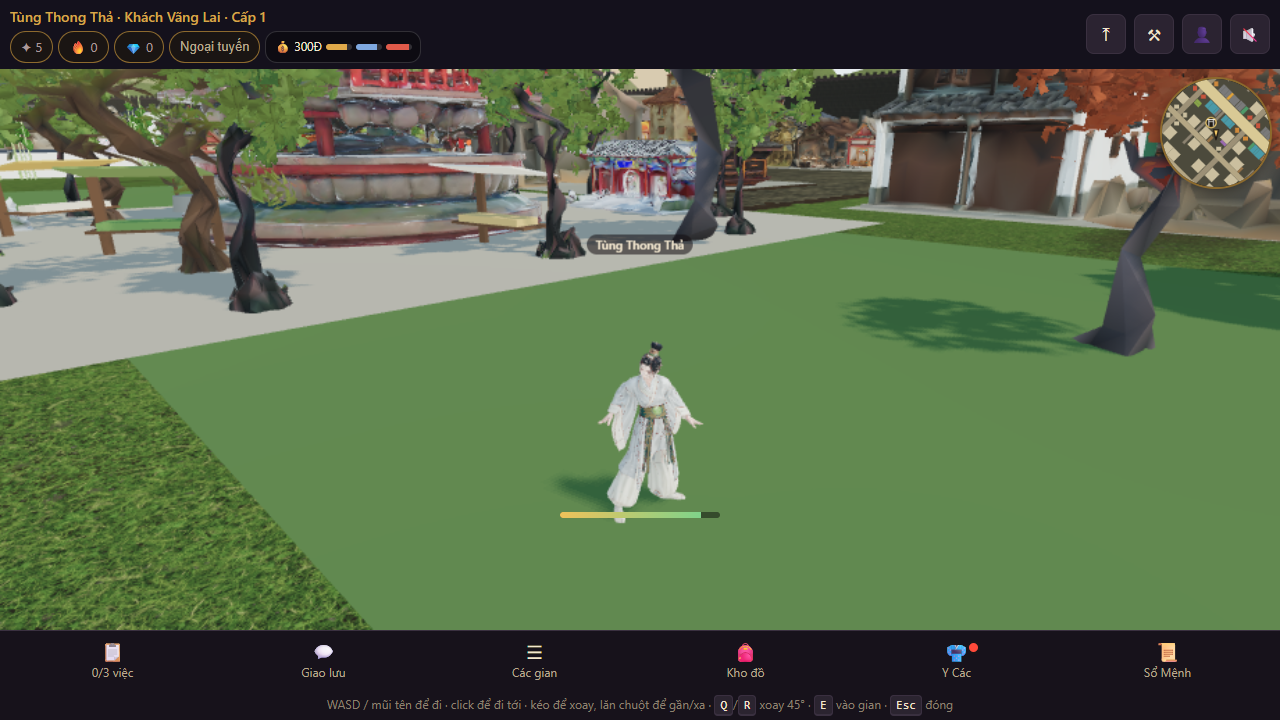 Tùng Thong Thả · Khách Vãng Lai · Cấp 1
5
0
0
Ngoại tuyến
300Đ
Tùng Thong Thả
0/3 việc
Giao lưu
Các gian
Kho đồ
Y Các
Sổ Mệnh
WASD / mũi tên để đi · click để đi tới · kéo để xoay, lăn chuột để gần/xa · Q / R xoay 45° · E vào gian · Esc đóng